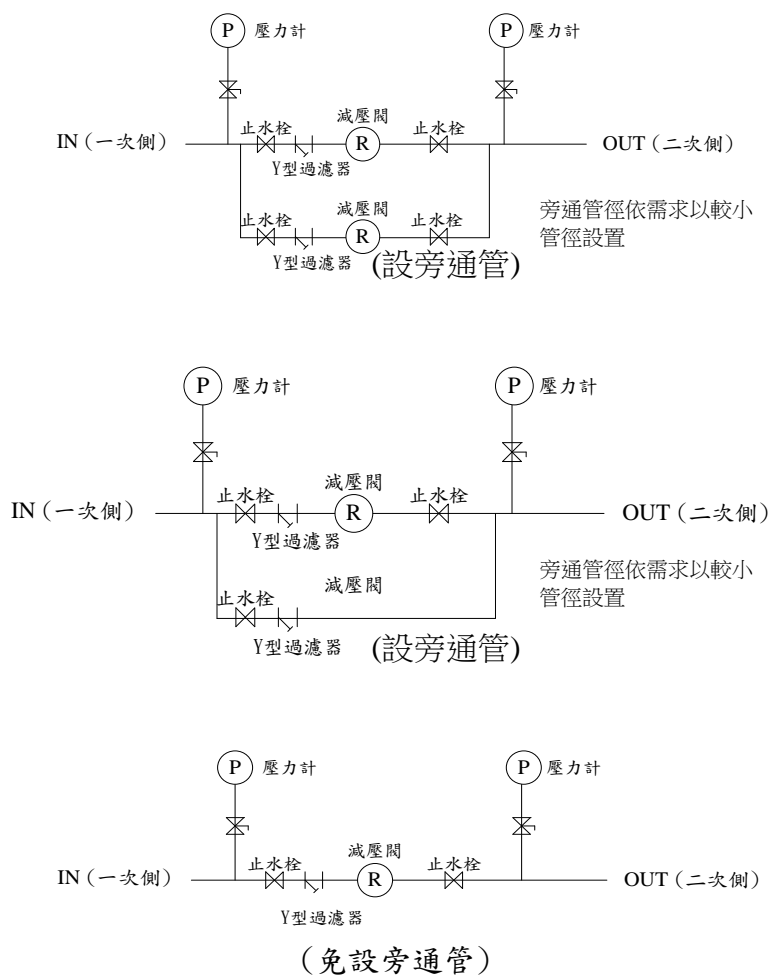 P 壓力計 P 壓力計
減壓閥
止水栓 止水栓
IN（一次側） R OUT（二次側）
Y型過濾器
減壓閥
旁通管徑依需求以較小
止水栓 止水栓
管徑設置
R
Y型過濾器
(設旁通管)
P 壓力計 P 壓力計
減壓閥
止水栓 止水栓
IN（一次側） R OUT（二次側）
Y型過濾器
旁通管徑依需求以較小
減壓閥
管徑設置
止水栓
Y型過濾器
(設旁通管)
P 壓力計 P 壓力計
減壓閥
止水栓 止水栓
IN（一次側） R OUT（二次側）
Y型過濾器
（免設旁通管）